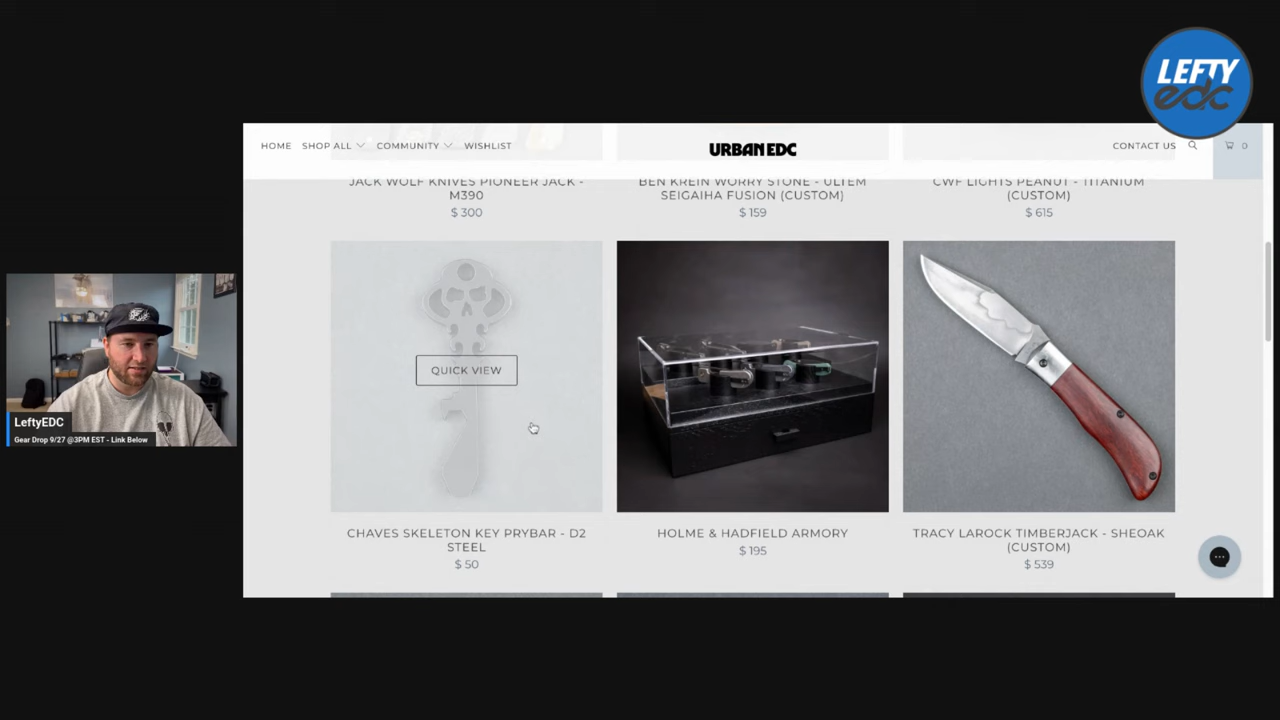 LEFTY
edc
HOME
SHOP ALL
COMMUNITY
WISHLIST
URBAN EDC
CONTACT US
0
JACK WOLF KNIVES PIONEER JACK -
M390
$ 300
BEN KREIN WORRY STONE - ULTEM
SEIGAIHA FUSION (CUSTOM)
$ 159
CWF LIGHTS PEANUT - TITANIUM
(CUSTOM)
$ 615
QUICK VIEW
CHAVES SKELETON KEY PRYBAR - D2
STEEL
$ 50
HOLME & HADFIELD ARMORY
$ 195
TRACY LAROCK TIMBERJACK - SHEOAK
(CUSTOM)
$ 539
LeftyEDC
Gear Drop 9/27 @3PM EST - Link Below